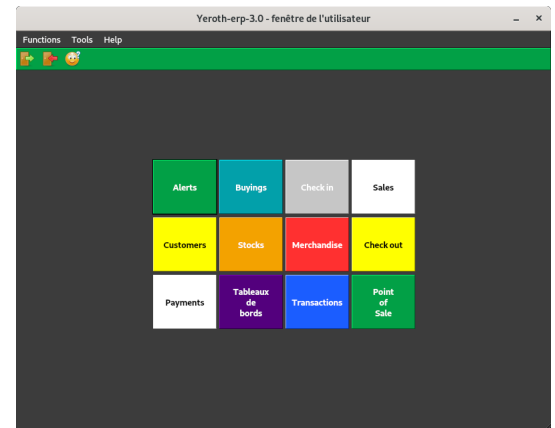 Yeroth-erp-3.0 - fenêtre de l'utilisateur
Functions Tools Help
Alerts Buyings Check in Sales
Customers Stocks Merchandise Check out
Payments
Tableaux
de
bords
Transactions
Point
of
Sale